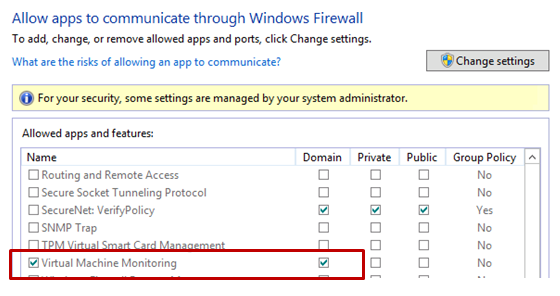 Allow apps to communicate through Windows Firewall
To add, change, or remove allowed apps and ports, click Change settings.
What are the risks of allowing an app to communicate?
Change settings
For your security, some settings are managed by your system administrator.
Allowed apps and features:
Name Domain Private Public Group Policy
Routing and Remote Access No
Secure Socket Tunneling Protocol No
SecureNet: VerifyPolicy Yes
SNMP Trap No
TPM Virtual Smart Card Management No
Virtual Machine Monitoring No